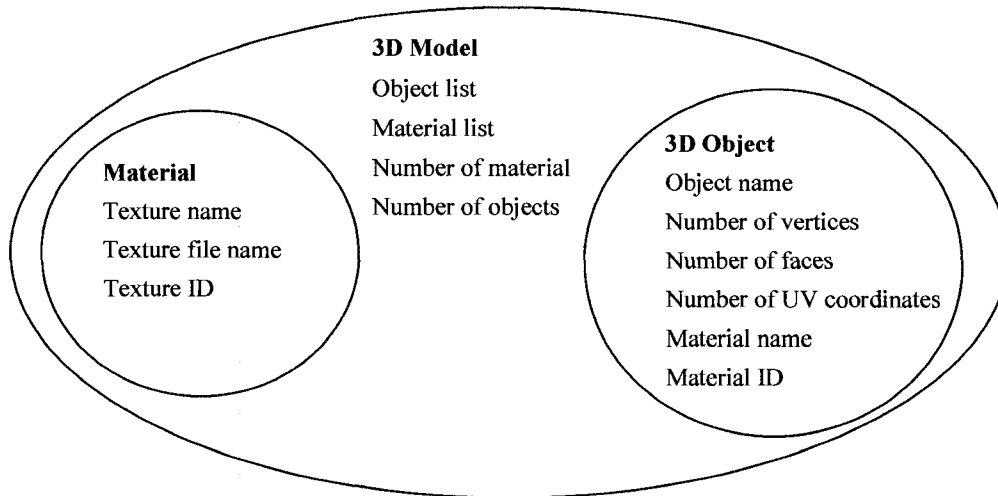 3D Model
Object list
Material list
Number of material
Number of objects
Material
Texture name
Texture file name
Texture ID
3D Object
Object name
Number of vertices
Number of faces
Number of UV coordinates
Material name
Material ID